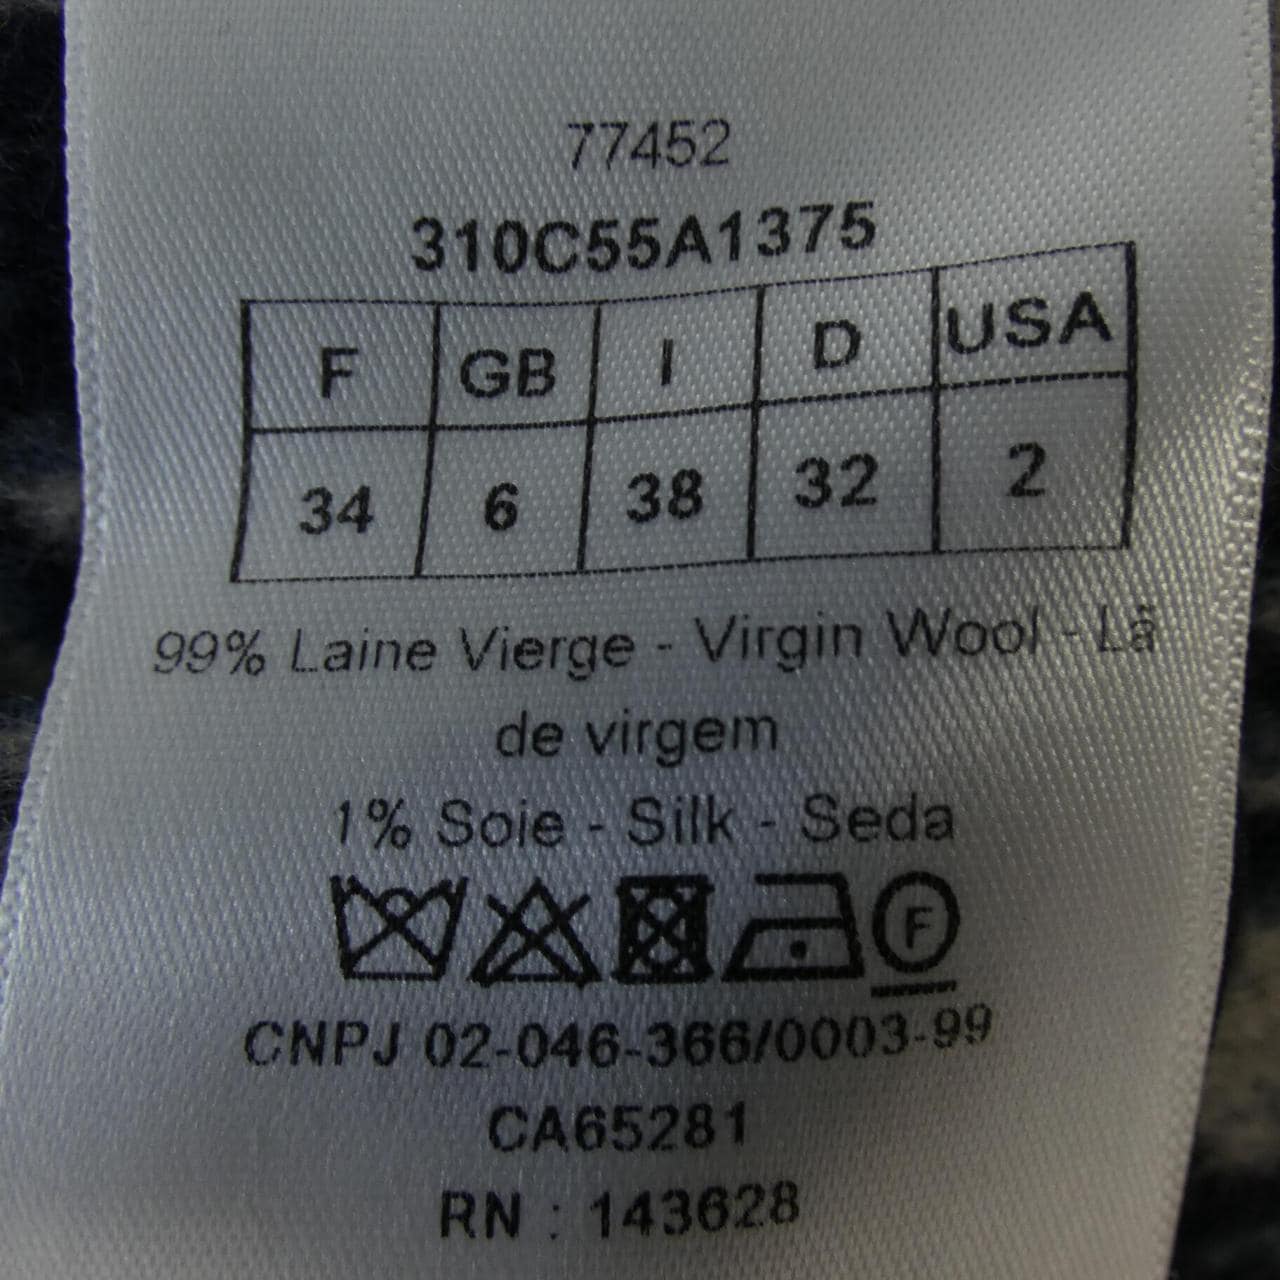 77452
310C55A1375
F GB I D USA
34 6 38 32 2
99% Laine Vierge - Virgin Wool - Lã
de virgem
1% Soie - Silk - Seda
F
CNPJ 02-046-366/0003-99
CA65281
RN : 143628